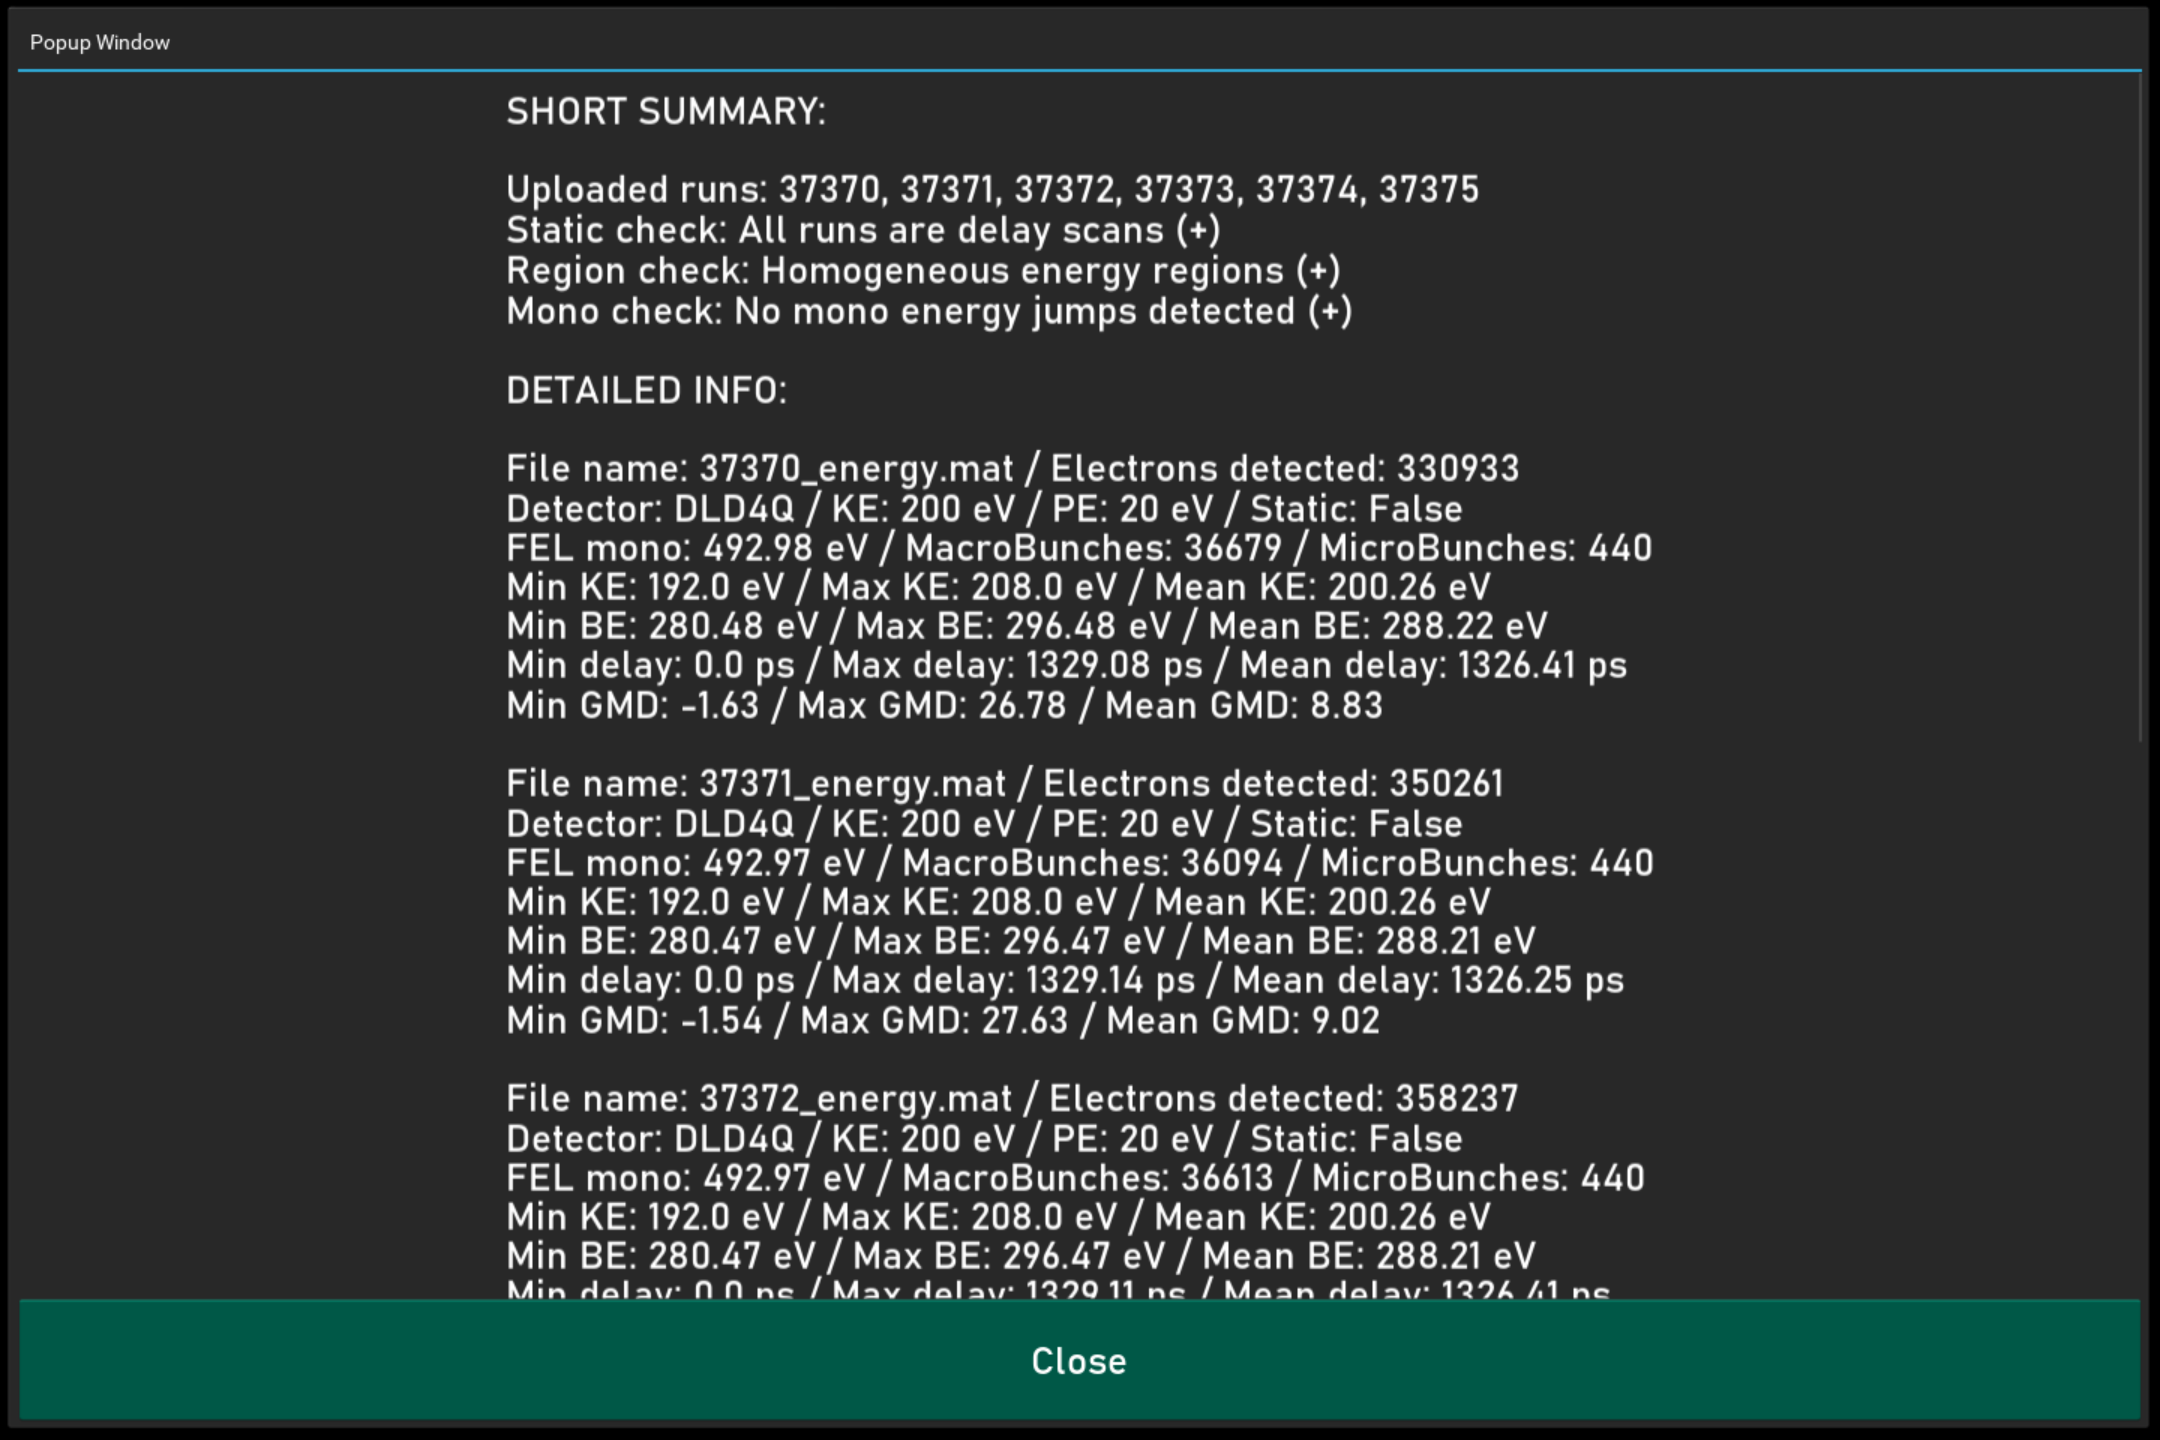 Popup Window
SHORT SUMMARY:
Uploaded runs: 37370, 37371, 37372, 37373, 37374, 37375
Static check: All runs are delay scans (+)
Region check: Homogeneous energy regions (+)
Mono check: No mono energy jumps detected (+)
DETAILED INFO:
File name: 37370_energy.mat / Electrons detected: 330933
Detector: DLD4Q / KE: 200 eV / PE: 20 eV / Static: False
FEL mono: 492.98 eV / MacroBunches: 36679 / MicroBunches: 440
Min KE: 192.0 eV / Max KE: 208.0 eV / Mean KE: 200.26 eV
Min BE: 280.48 eV / Max BE: 296.48 eV / Mean BE: 288.22 eV
Min delay: 0.0 ps / Max delay: 1329.08 ps / Mean delay: 1326.41 ps
Min GMD: -1.63 / Max GMD: 26.78 / Mean GMD: 8.83
File name: 37371_energy.mat / Electrons detected: 350261
Detector: DLD4Q / KE: 200 eV / PE: 20 eV / Static: False
FEL mono: 492.97 eV / MacroBunches: 36094 / MicroBunches: 440
Min KE: 192.0 eV / Max KE: 208.0 eV / Mean KE: 200.26 eV
Min BE: 280.47 eV / Max BE: 296.47 eV / Mean BE: 288.21 eV
Min delay: 0.0 ps / Max delay: 1329.14 ps / Mean delay: 1326.25 ps
Min GMD: -1.54 / Max GMD: 27.63 / Mean GMD: 9.02
File name: 37372_energy.mat / Electrons detected: 358237
Detector: DLD4Q / KE: 200 eV / PE: 20 eV / Static: False
FEL mono: 492.97 eV / MacroBunches: 36613 / MicroBunches: 440
Min KE: 192.0 eV / Max KE: 208.0 eV / Mean KE: 200.26 eV
Min BE: 280.47 eV / Max BE: 296.47 eV / Mean BE: 288.21 eV
Min delay: 0.0 ps / Max delay: 1329.11 ps / Mean delay: 1326.41 ps
Close